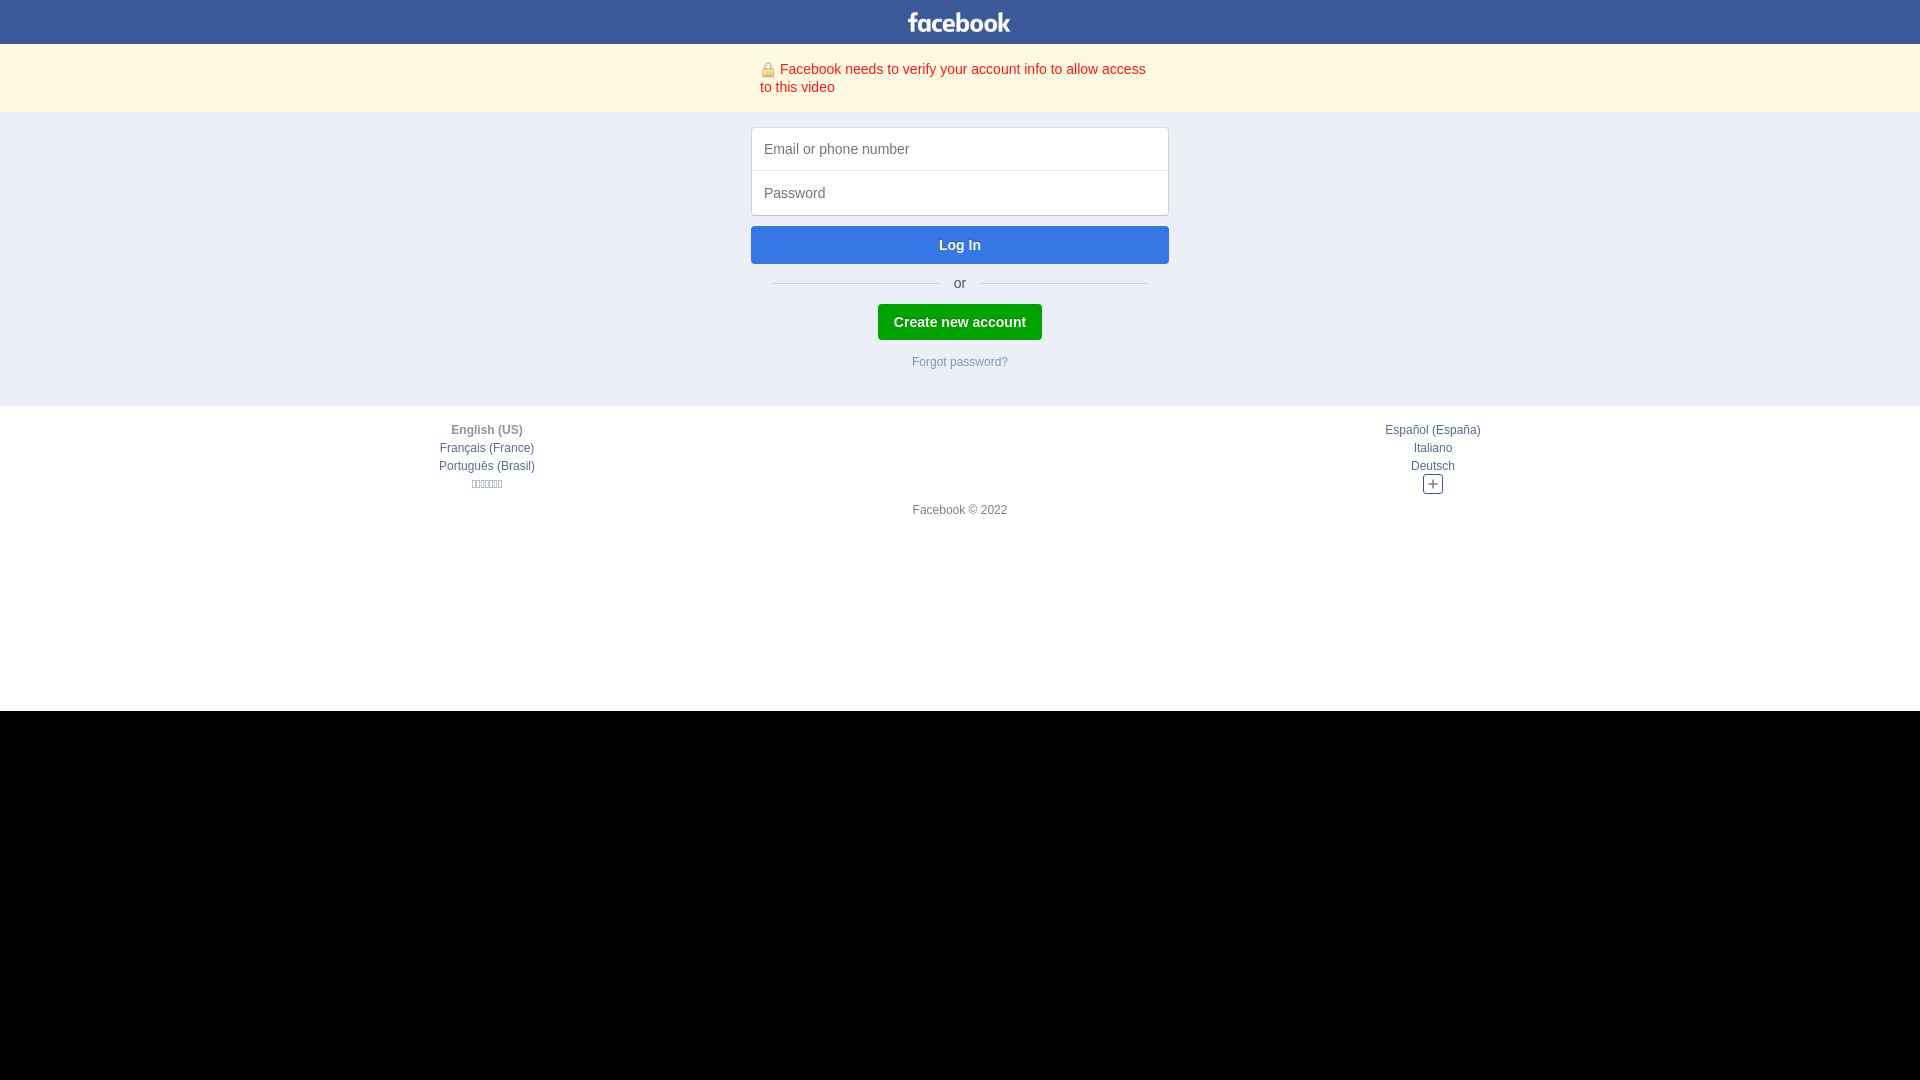 facebook
Facebook needs to verify your account info to allow access
to this video
Email or phone number
Password
Log In
or
Create new account
Forgot password?
English (US)
Español (España)
Français (France)
Italiano
Português (Brasil)
Deutsch
Facebook © 2022